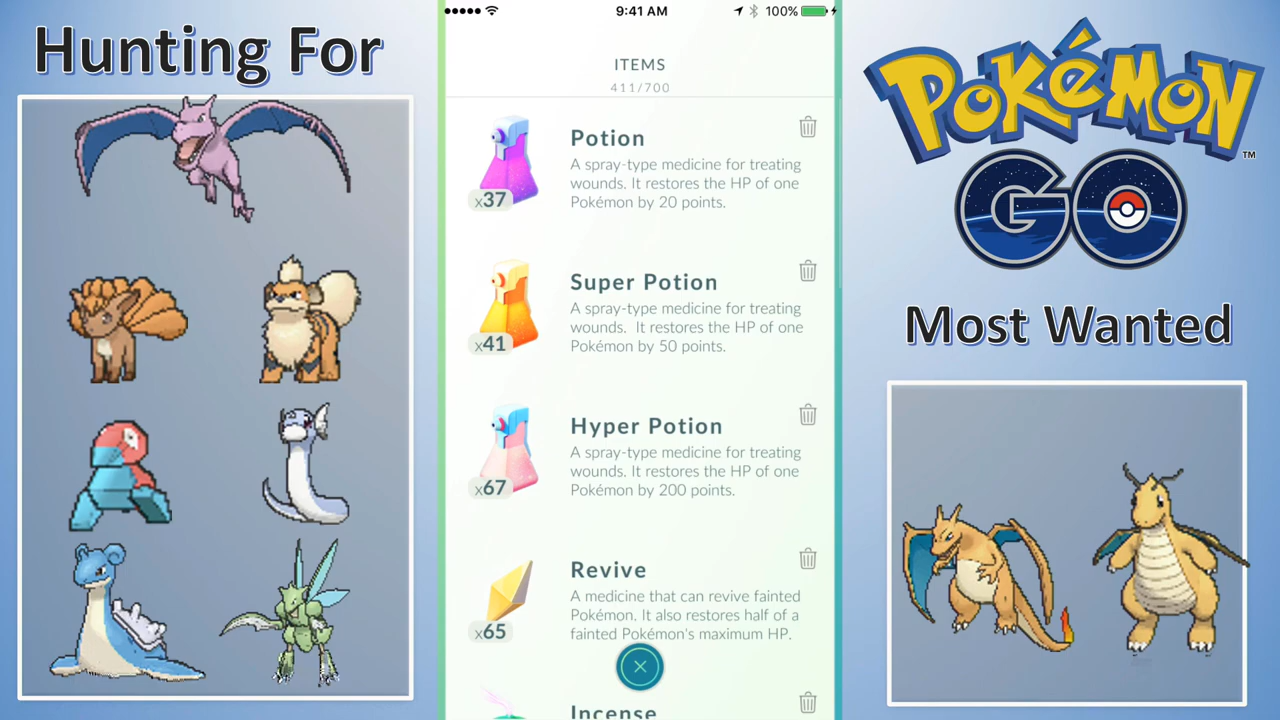 Hunting For
9:41 AM
100%
ITEMS
411/700
Potion
A spray-type medicine for treating
wounds. It restores the HP of one
Pokémon by 20 points.
x37
Super Potion
A spray-type medicine for treating
wounds. It restores the HP of one
Pokémon by 50 points.
x41
Hyper Potion
A spray-type medicine for treating
wounds. It restores the HP of one
Pokémon by 200 points.
x67
Revive
A medicine that can revive fainted
Pokémon. It also restores half of a
fainted Pokémon's maximum HP.
x65
Incense
POKéMON
TM
GO
Most Wanted